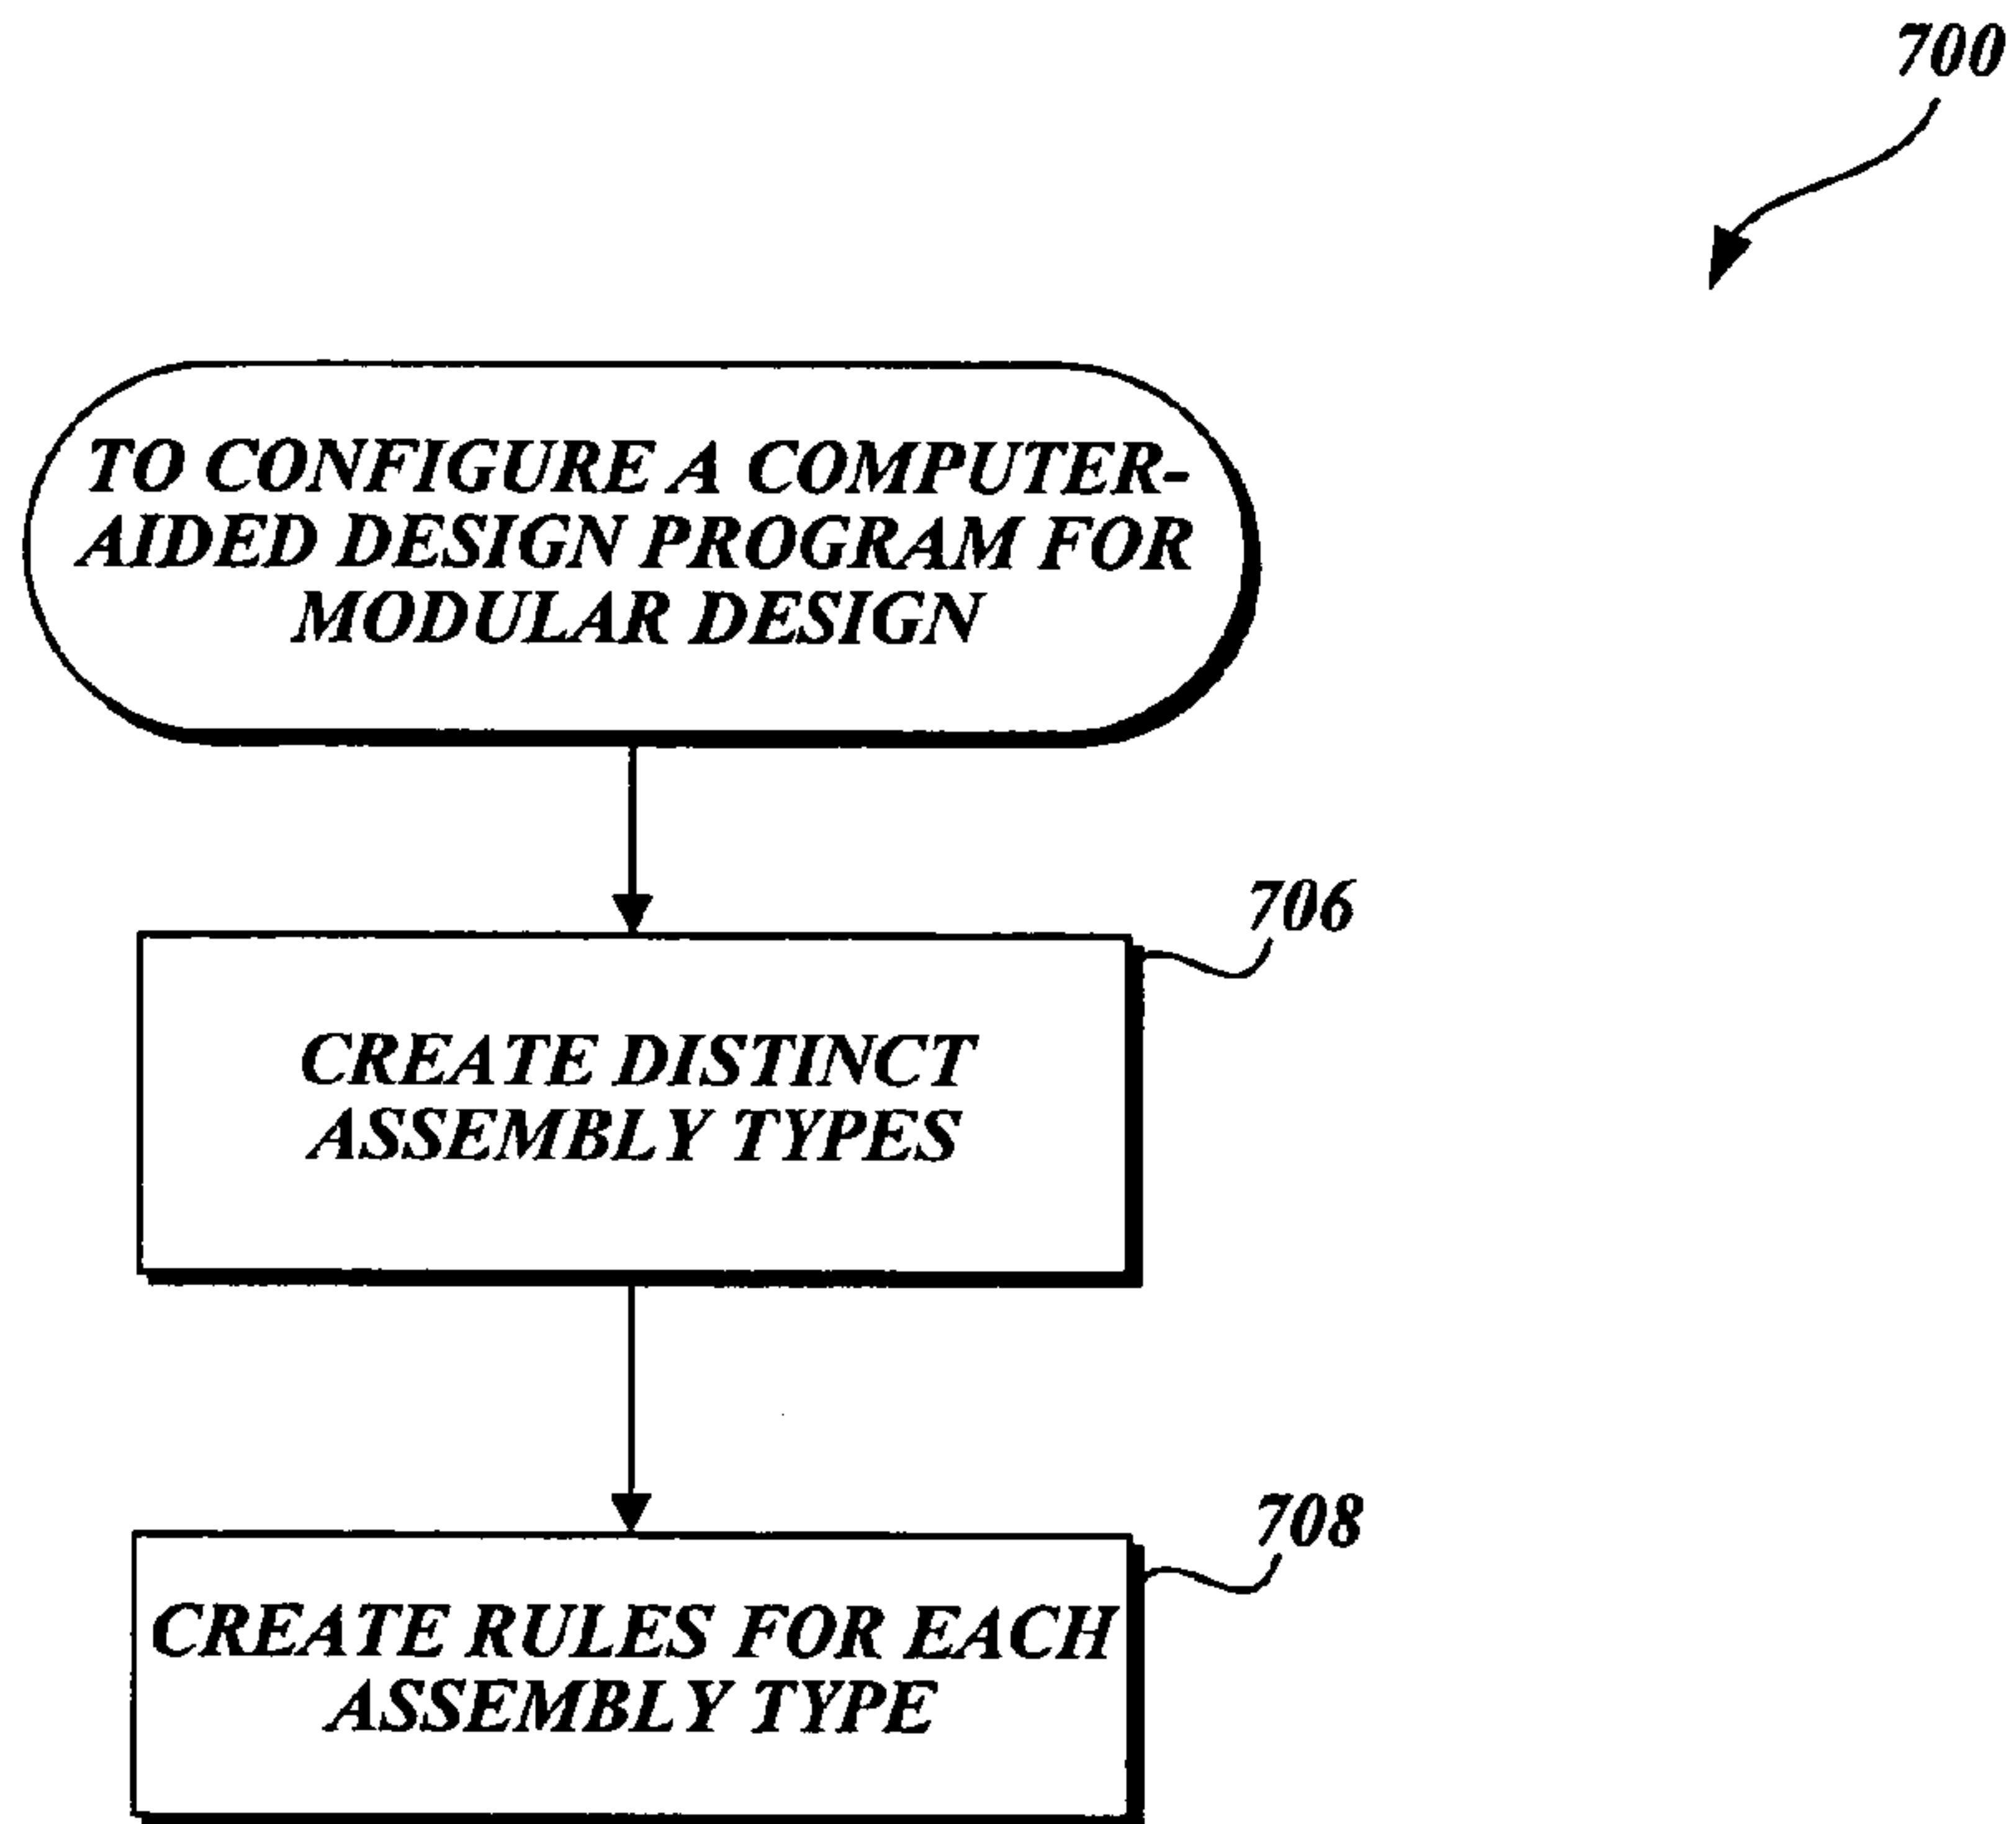 700
TO CONFIGURE A COMPUTER-
AIDED DESIGN PROGRAM FOR
MODULAR DESIGN
706
CREATE DISTINCT
ASSEMBLY TYPES
708
CREATE RULES FOR EACH
ASSEMBLY TYPE